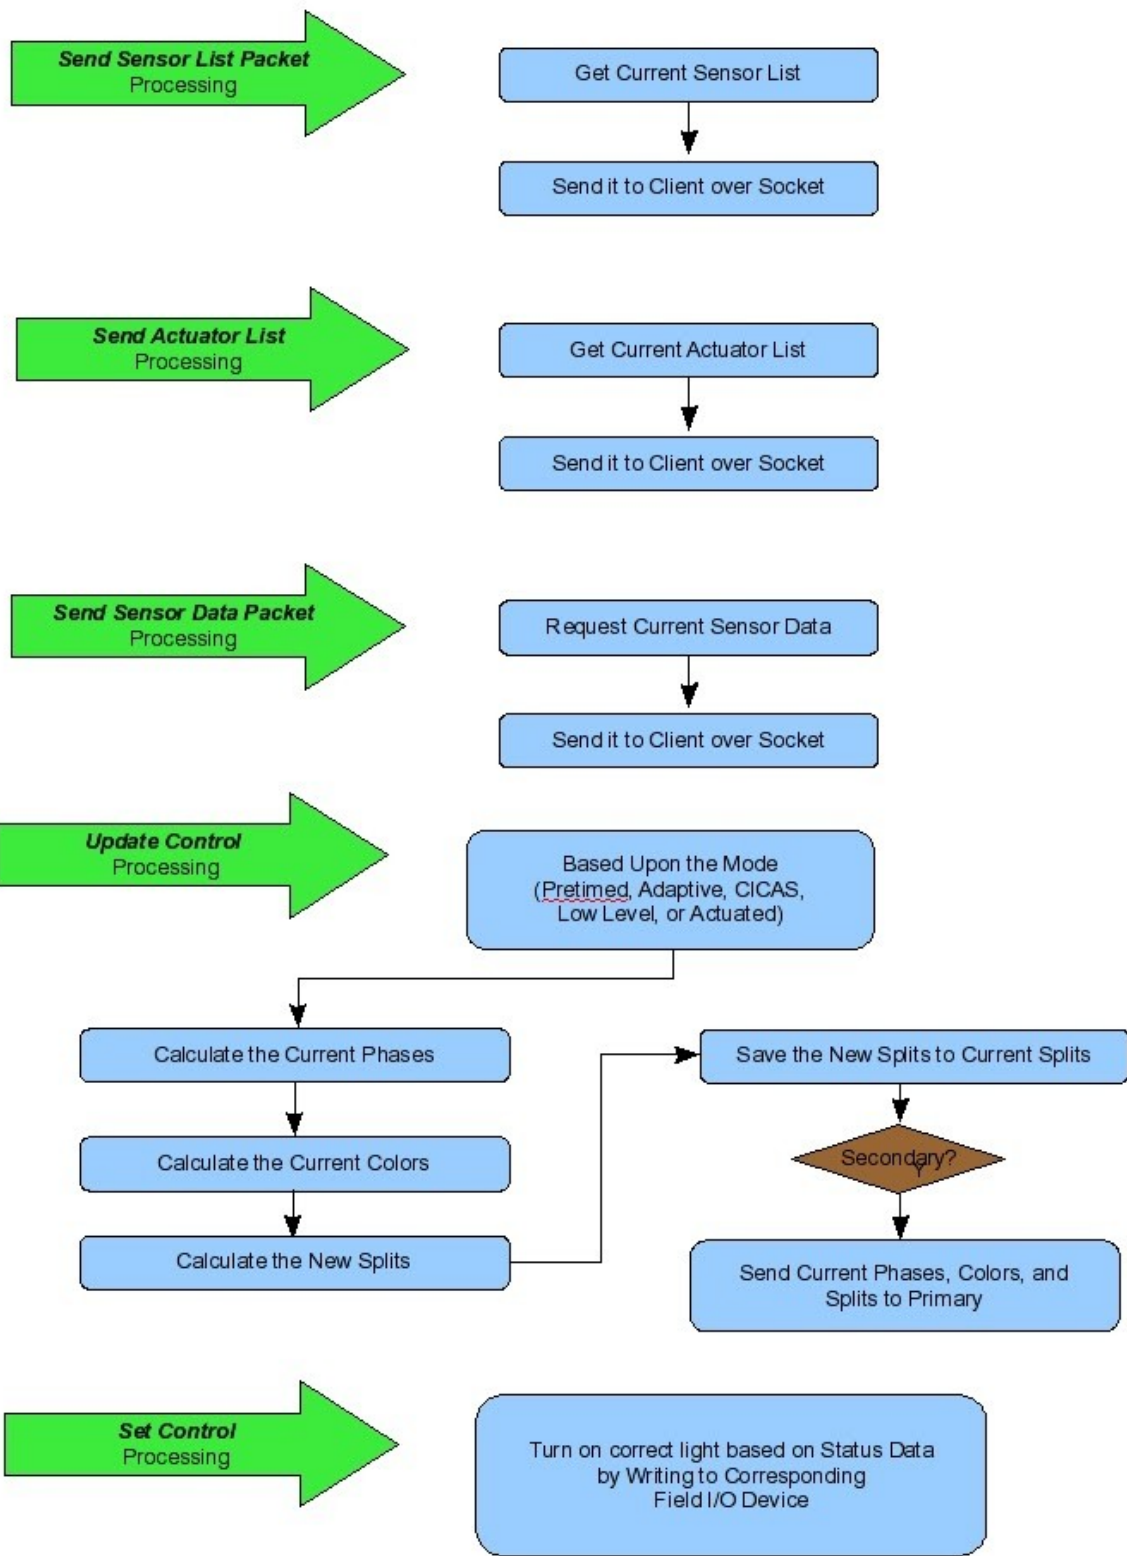 Send Sensor List Packet
Processing
Get Current Sensor List
Send it to Client over Socket
Send Actuator List
Processing
Get Current Actuator List
Send it to Client over Socket
Send Sensor Data Packet
Processing
Request Current Sensor Data
Send it to Client over Socket
Update Control
Processing
Based Upon the Mode
(Pretimed, Adaptive, CICAS,
Low Level, or Actuated)
Calculate the Current Phases
Calculate the Current Colors
Calculate the New Splits
Save the New Splits to Current Splits
Secondary?
Y
Send Current Phases, Colors, and
Splits to Primary
Set Control
Processing
Turn on correct light based on Status Data
by Writing to Corresponding
Field I/O Device